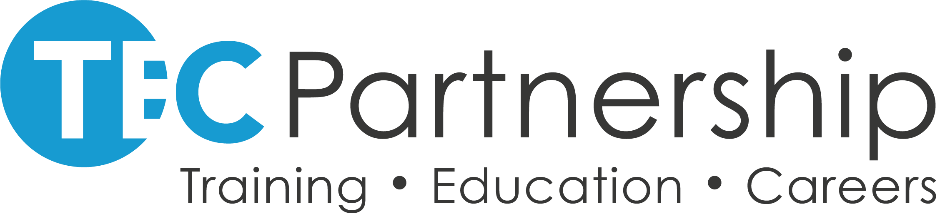 TEC Partnership
Training • Education • Careers